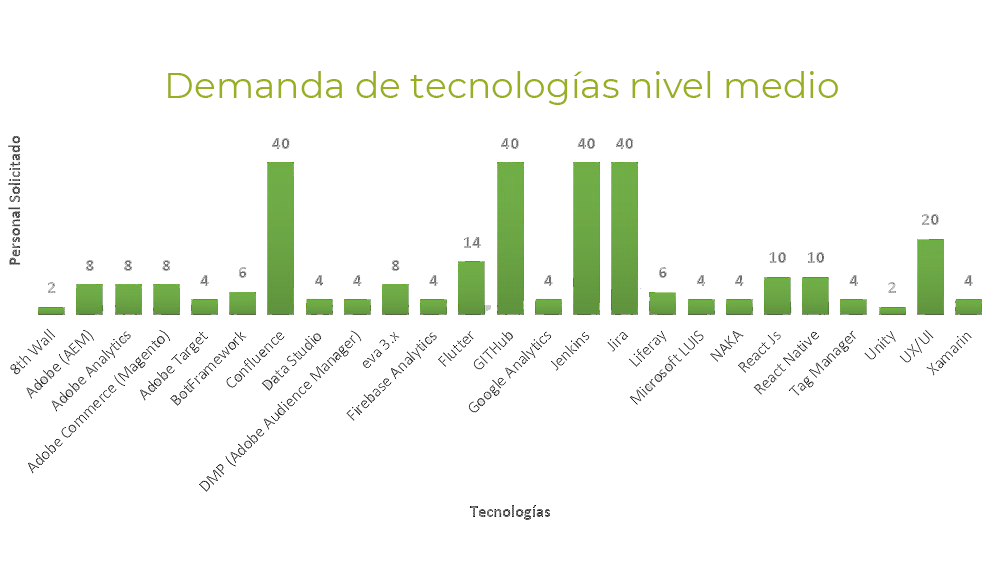 Demanda de tecnologías nivel medio
Personal Solicitado
2
8
8
8
4
6
40
4
4
8
4
14
40
4
40
40
6
4
4
10
10
4
2
20
4
8th Wall
Adobe (AEM)
Adobe Analytics
Adobe Commerce (Magento)
Adobe Target
BotFramework
Confluence
Data Studio
DMP (Adobe Audience Manager)
eva 3.x
Firebase Analytics
Flutter
GITHub
Google Analytics
Jenkins
Jira
Liferay
Microsoft LUIS
NAKA
React Js
React Native
Tag Manager
Unity
UX/UI
Xamarin
Tecnologías